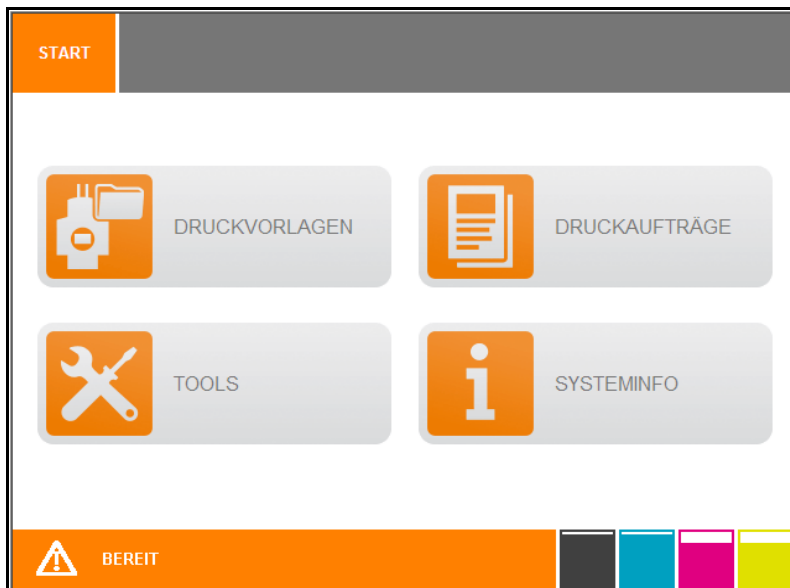 START
DRUCKVORLAGEN
DRUCKAUFTRÄGE
TOOLS
SYSTEMINFO
BEREIT